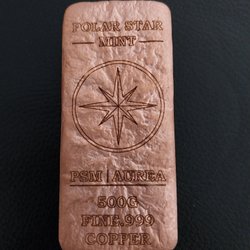 POLAR STAR
MINT
PSM | AUREA
500G
FINE.999
COPPER